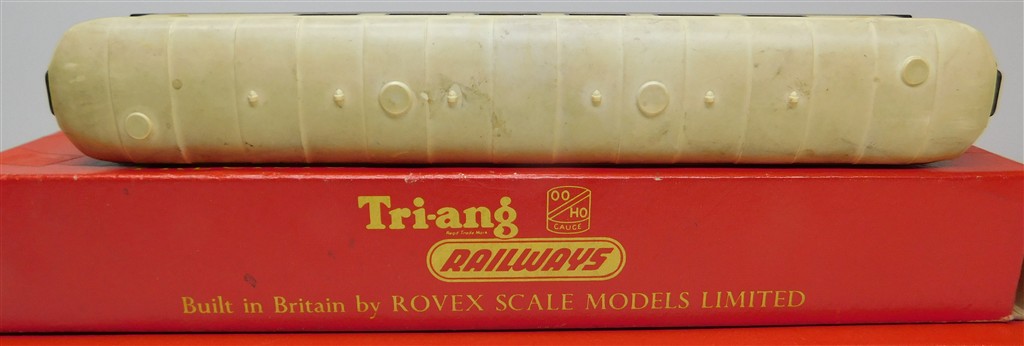 Tri-ang
Regd Trade Mark
OO
HO
GAUGE
RAILWAYS
Built in Britain by ROVEX SCALE MODELS LIMITED